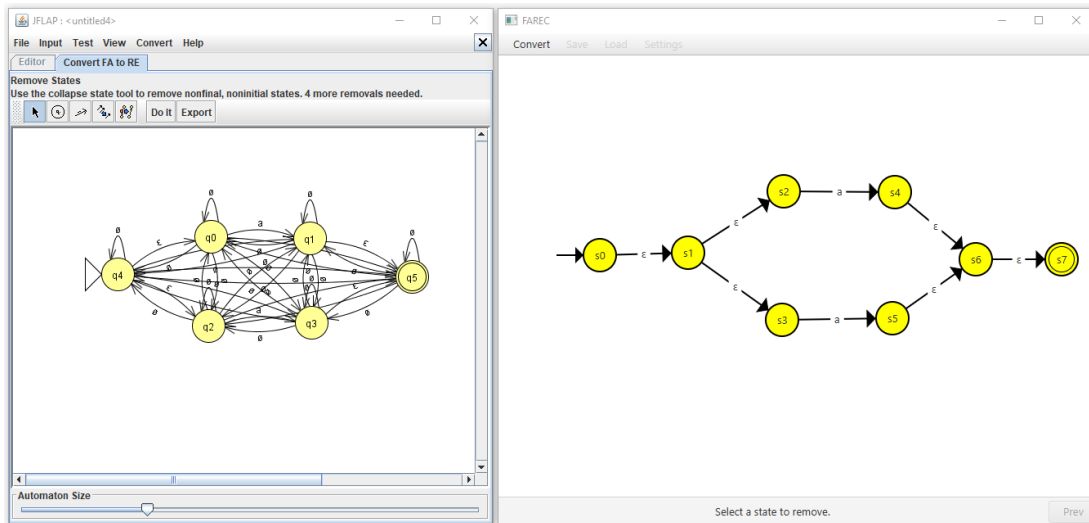 JFLAP : <untitled4>
File Input Test View Convert Help
Editor Convert FA to RE
Remove States
Use the collapse state tool to remove nonfinal, noninitial states. 4 more removals needed.
Do It Export
ø ø
a
q0 q1
ø
ε ε
ø
q4 q5
ε ε
ø a ø
q2 q3
ø
Automaton Size
FAREC
Convert Save Load Settings
s2 a s4
ε ε
s0 ε s1 s6 ε s7
ε ε
s3 a s5
Select a state to remove. Prev